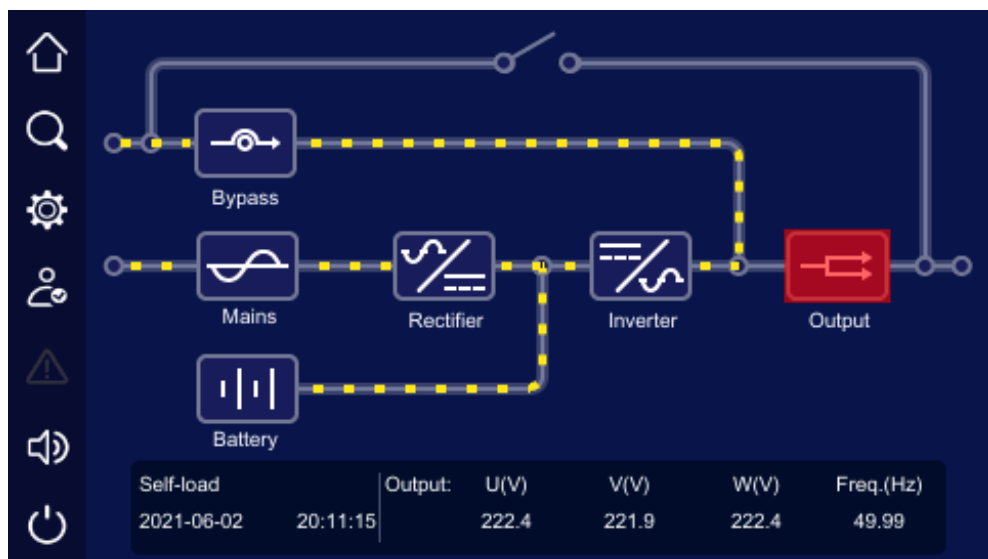 Bypass
Mains
Rectifier
Inverter
Output
Battery
Self-load Output: U(V) V(V) W(V) Freq.(Hz)
2021-06-02 20:11:15 222.4 221.9 222.4 49.99